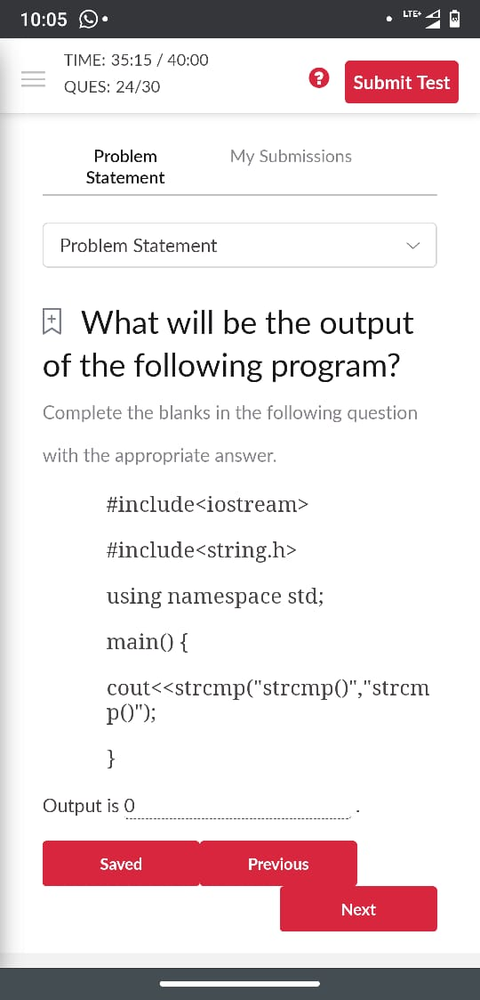 10:05
LTE+
TIME: 35:15 / 40:00
QUES: 24/30
?
Submit Test
Problem
Statement
My Submissions
Problem Statement
What will be the output
of the following program?
Complete the blanks in the following question
with the appropriate answer.
#include<iostream>
#include<string.h>
using namespace std;
main() {
cout<<strcmp("strcmp()","strcm
p()");
}
Output is 0 .
Saved
Previous
Next